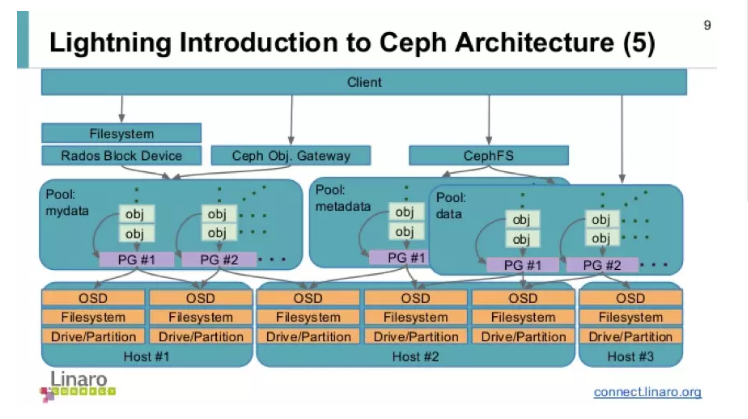 9
Lightning Introduction to Ceph Architecture (5)
Client
Filesystem
Rados Block Device
Ceph Obj. Gateway
CephFS
Pool:
mydata
obj
obj
obj
obj
PG #1
PG #2
Pool:
metadata
obj
obj
PG #1
Pool:
data
obj
obj
obj
obj
PG #1
PG #2
OSD OSD OSD OSD OSD OSD
Filesystem Filesystem Filesystem Filesystem Filesystem Filesystem
Drive/Partition Drive/Partition Drive/Partition Drive/Partition Drive/Partition Drive/Partition
Host #1 Host #2 Host #3
Linaro
connect.linaro.org